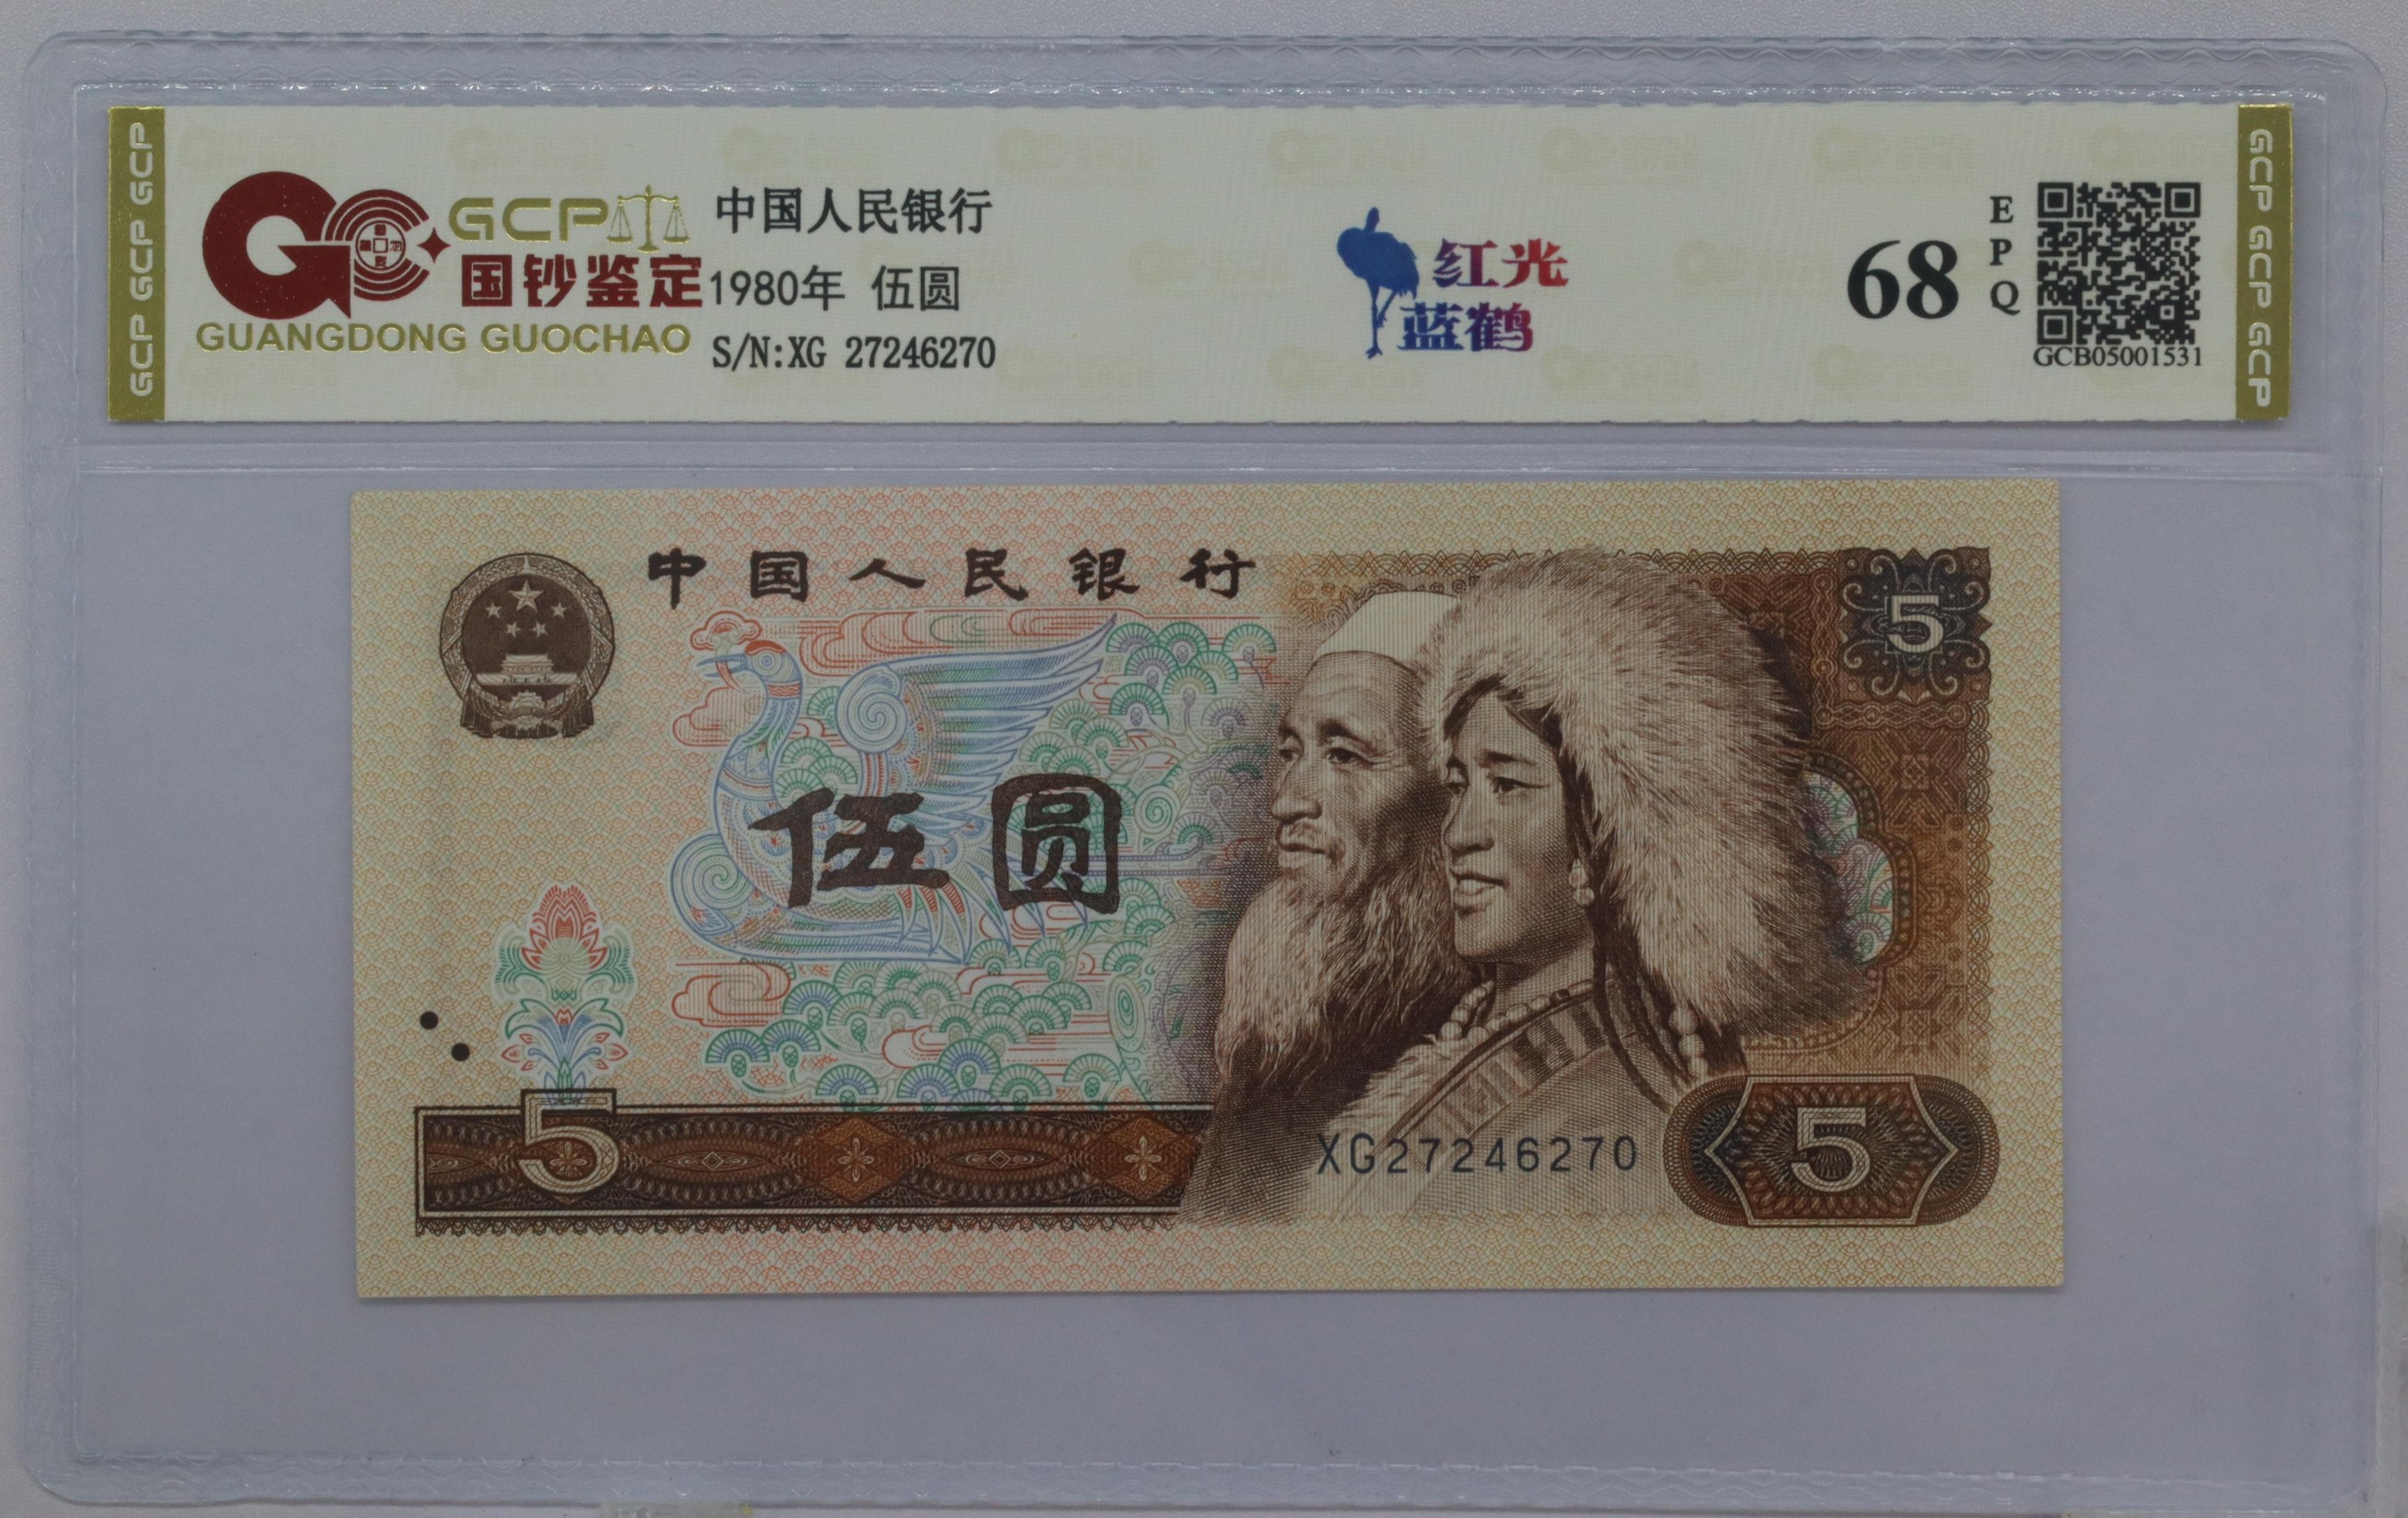 GCP GCP GCP
GCP
国钞鉴定
GUANGDONG GUOCHAO
中国人民银行
1980年 伍圆
S/N:XG 27246270
红光
蓝鹤
68
EPQ
GCB05001531
GCP GCP GCP
中国人民银行
5
伍圆
5
XG27246270
5